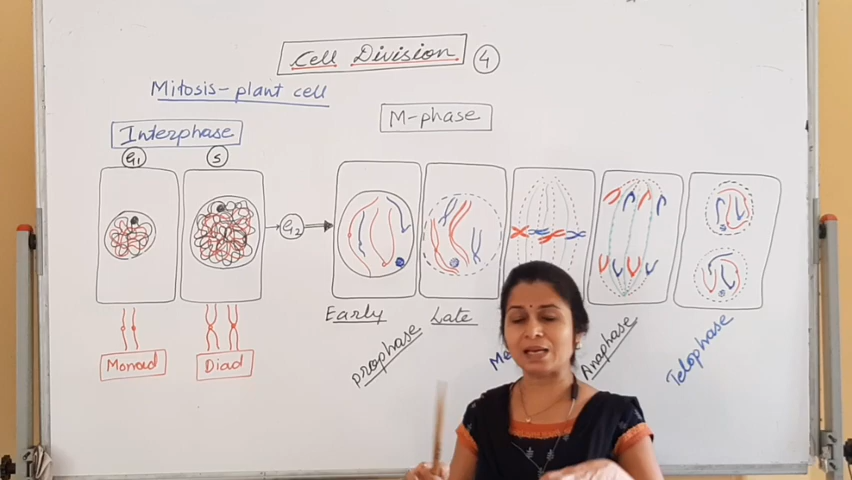 Cell Division 4
Mitosis - plant cell
M-phase
Interphase
G1 S
G2
Early Late
prophase
Anaphase
Telophase
Monad Diad